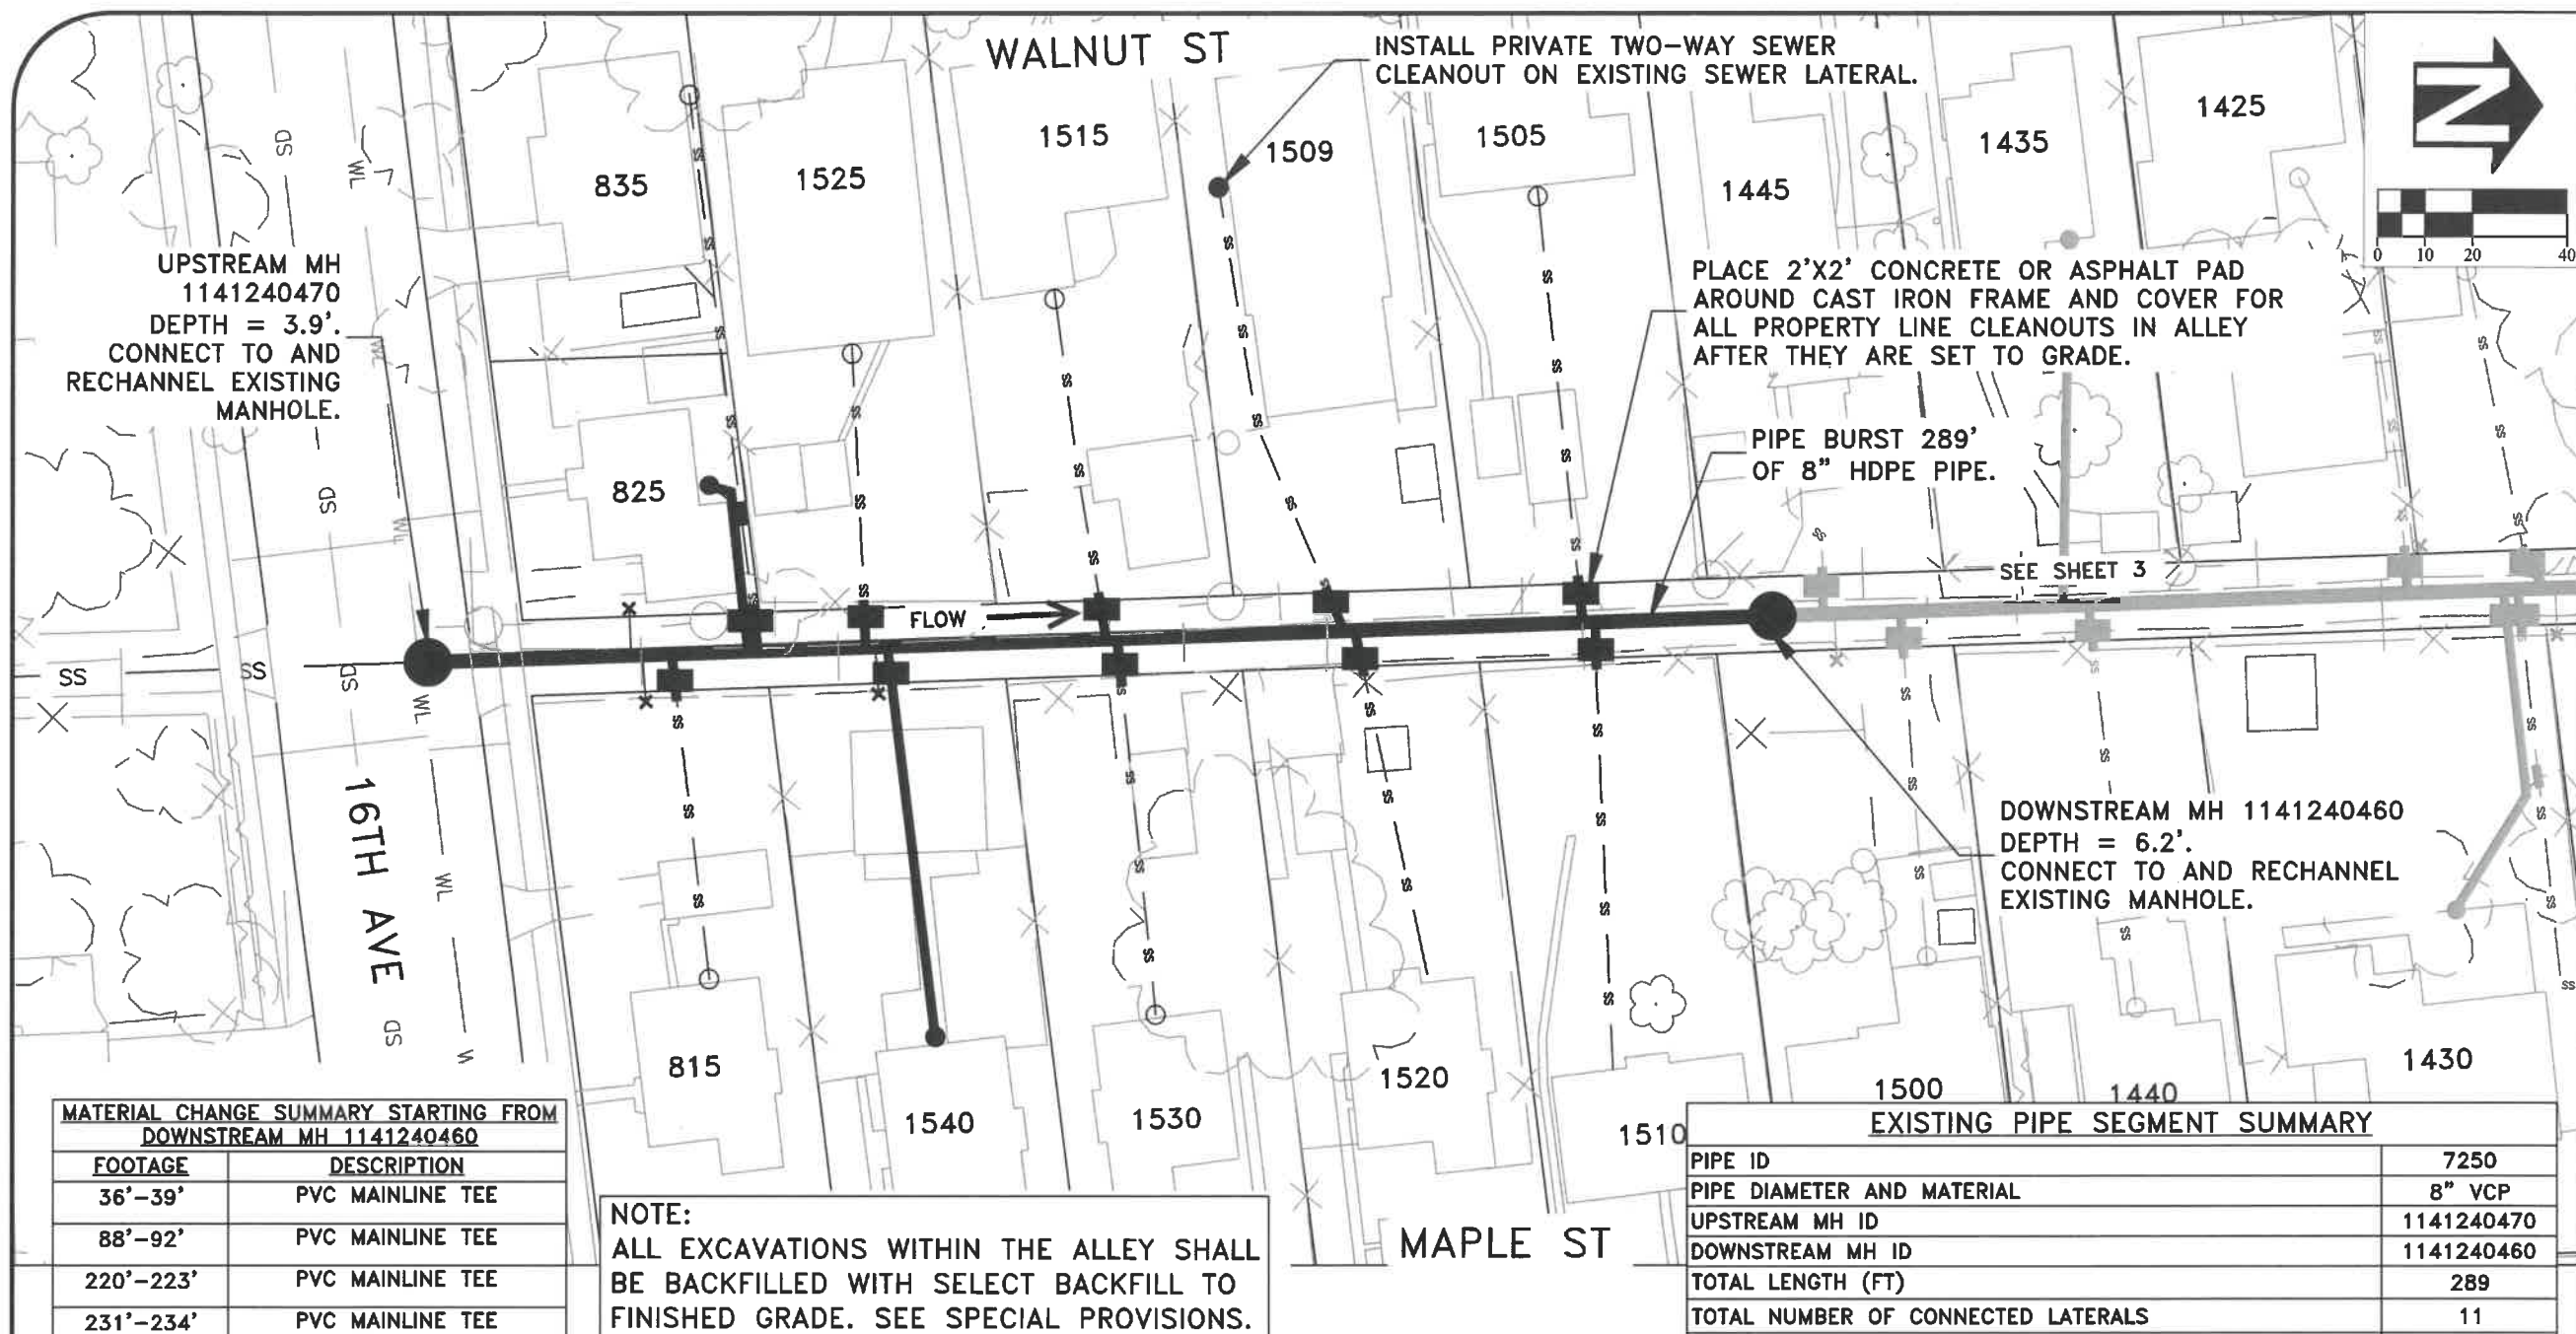 WALNUT ST
INSTALL PRIVATE TWO-WAY SEWER
CLEANOUT ON EXISTING SEWER LATERAL.
N
0 10 20 40
835
1525
1515
1509
1505
1445
1435
1425
UPSTREAM MH
1141240470
DEPTH = 3.9'.
CONNECT TO AND
RECHANNEL EXISTING
MANHOLE.
PLACE 2'X2' CONCRETE OR ASPHALT PAD
AROUND CAST IRON FRAME AND COVER FOR
ALL PROPERTY LINE CLEANOUTS IN ALLEY
AFTER THEY ARE SET TO GRADE.
PIPE BURST 289'
OF 8" HDPE PIPE.
825
SEE SHEET 3
FLOW
SS
SS
SD
SD
SD
SD
WL
WL
WL
WL
WL
W
16TH AVE
DOWNSTREAM MH 1141240460
DEPTH = 6.2'.
CONNECT TO AND RECHANNEL
EXISTING MANHOLE.
815
1540
1530
1520
1510
1500
1440
1430
MATERIAL CHANGE SUMMARY STARTING FROM
DOWNSTREAM MH 1141240460
FOOTAGE DESCRIPTION
36'-39' PVC MAINLINE TEE
88'-92' PVC MAINLINE TEE
220'-223' PVC MAINLINE TEE
231'-234' PVC MAINLINE TEE
NOTE:
ALL EXCAVATIONS WITHIN THE ALLEY SHALL
BE BACKFILLED WITH SELECT BACKFILL TO
FINISHED GRADE. SEE SPECIAL PROVISIONS.
MAPLE ST
EXISTING PIPE SEGMENT SUMMARY
PIPE ID 7250
PIPE DIAMETER AND MATERIAL 8" VCP
UPSTREAM MH ID 1141240470
DOWNSTREAM MH ID 1141240460
TOTAL LENGTH (FT) 289
TOTAL NUMBER OF CONNECTED LATERALS 11